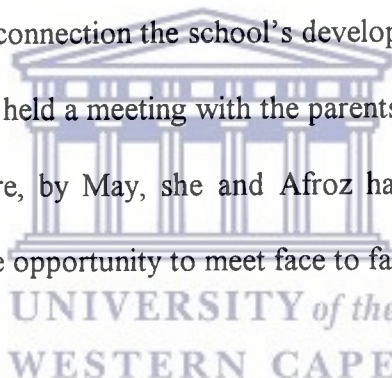 connection the school's develop
held a meeting with the parents
re, by May, she and Afroz ha
e opportunity to meet face to fa
UNIVERSITY of the
WESTERN CAPE